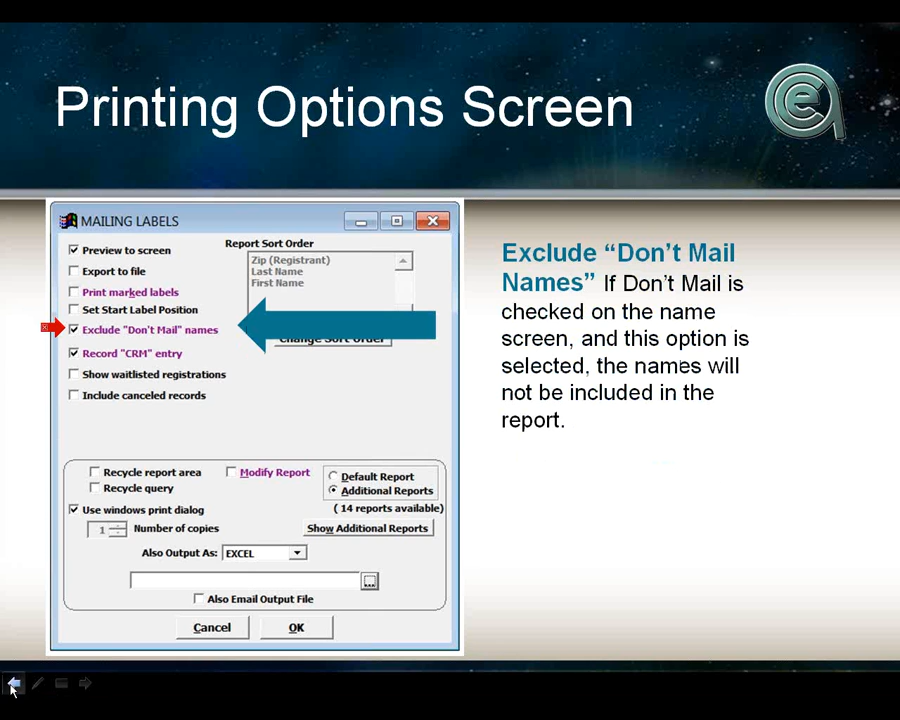 Printing Options Screen
MAILING LABELS
Preview to screen
Export to file
Print marked labels
Set Start Label Position
Exclude "Don't Mail" names
Record "CRM" entry
Show waitlisted registrations
Include canceled records
Report Sort Order
Zip (Registrant)
Last Name
First Name
Change Sort Order
Exclude “Don’t Mail
Names” If Don’t Mail is
checked on the name
screen, and this option is
selected, the names will
not be included in the
report.
Recycle report area
Recycle query
Modify Report
Default Report
Additional Reports
Use windows print dialog
( 14 reports available)
1 Number of copies
Show Additional Reports
Also Output As: EXCEL
...
Also Email Output File
Cancel
OK